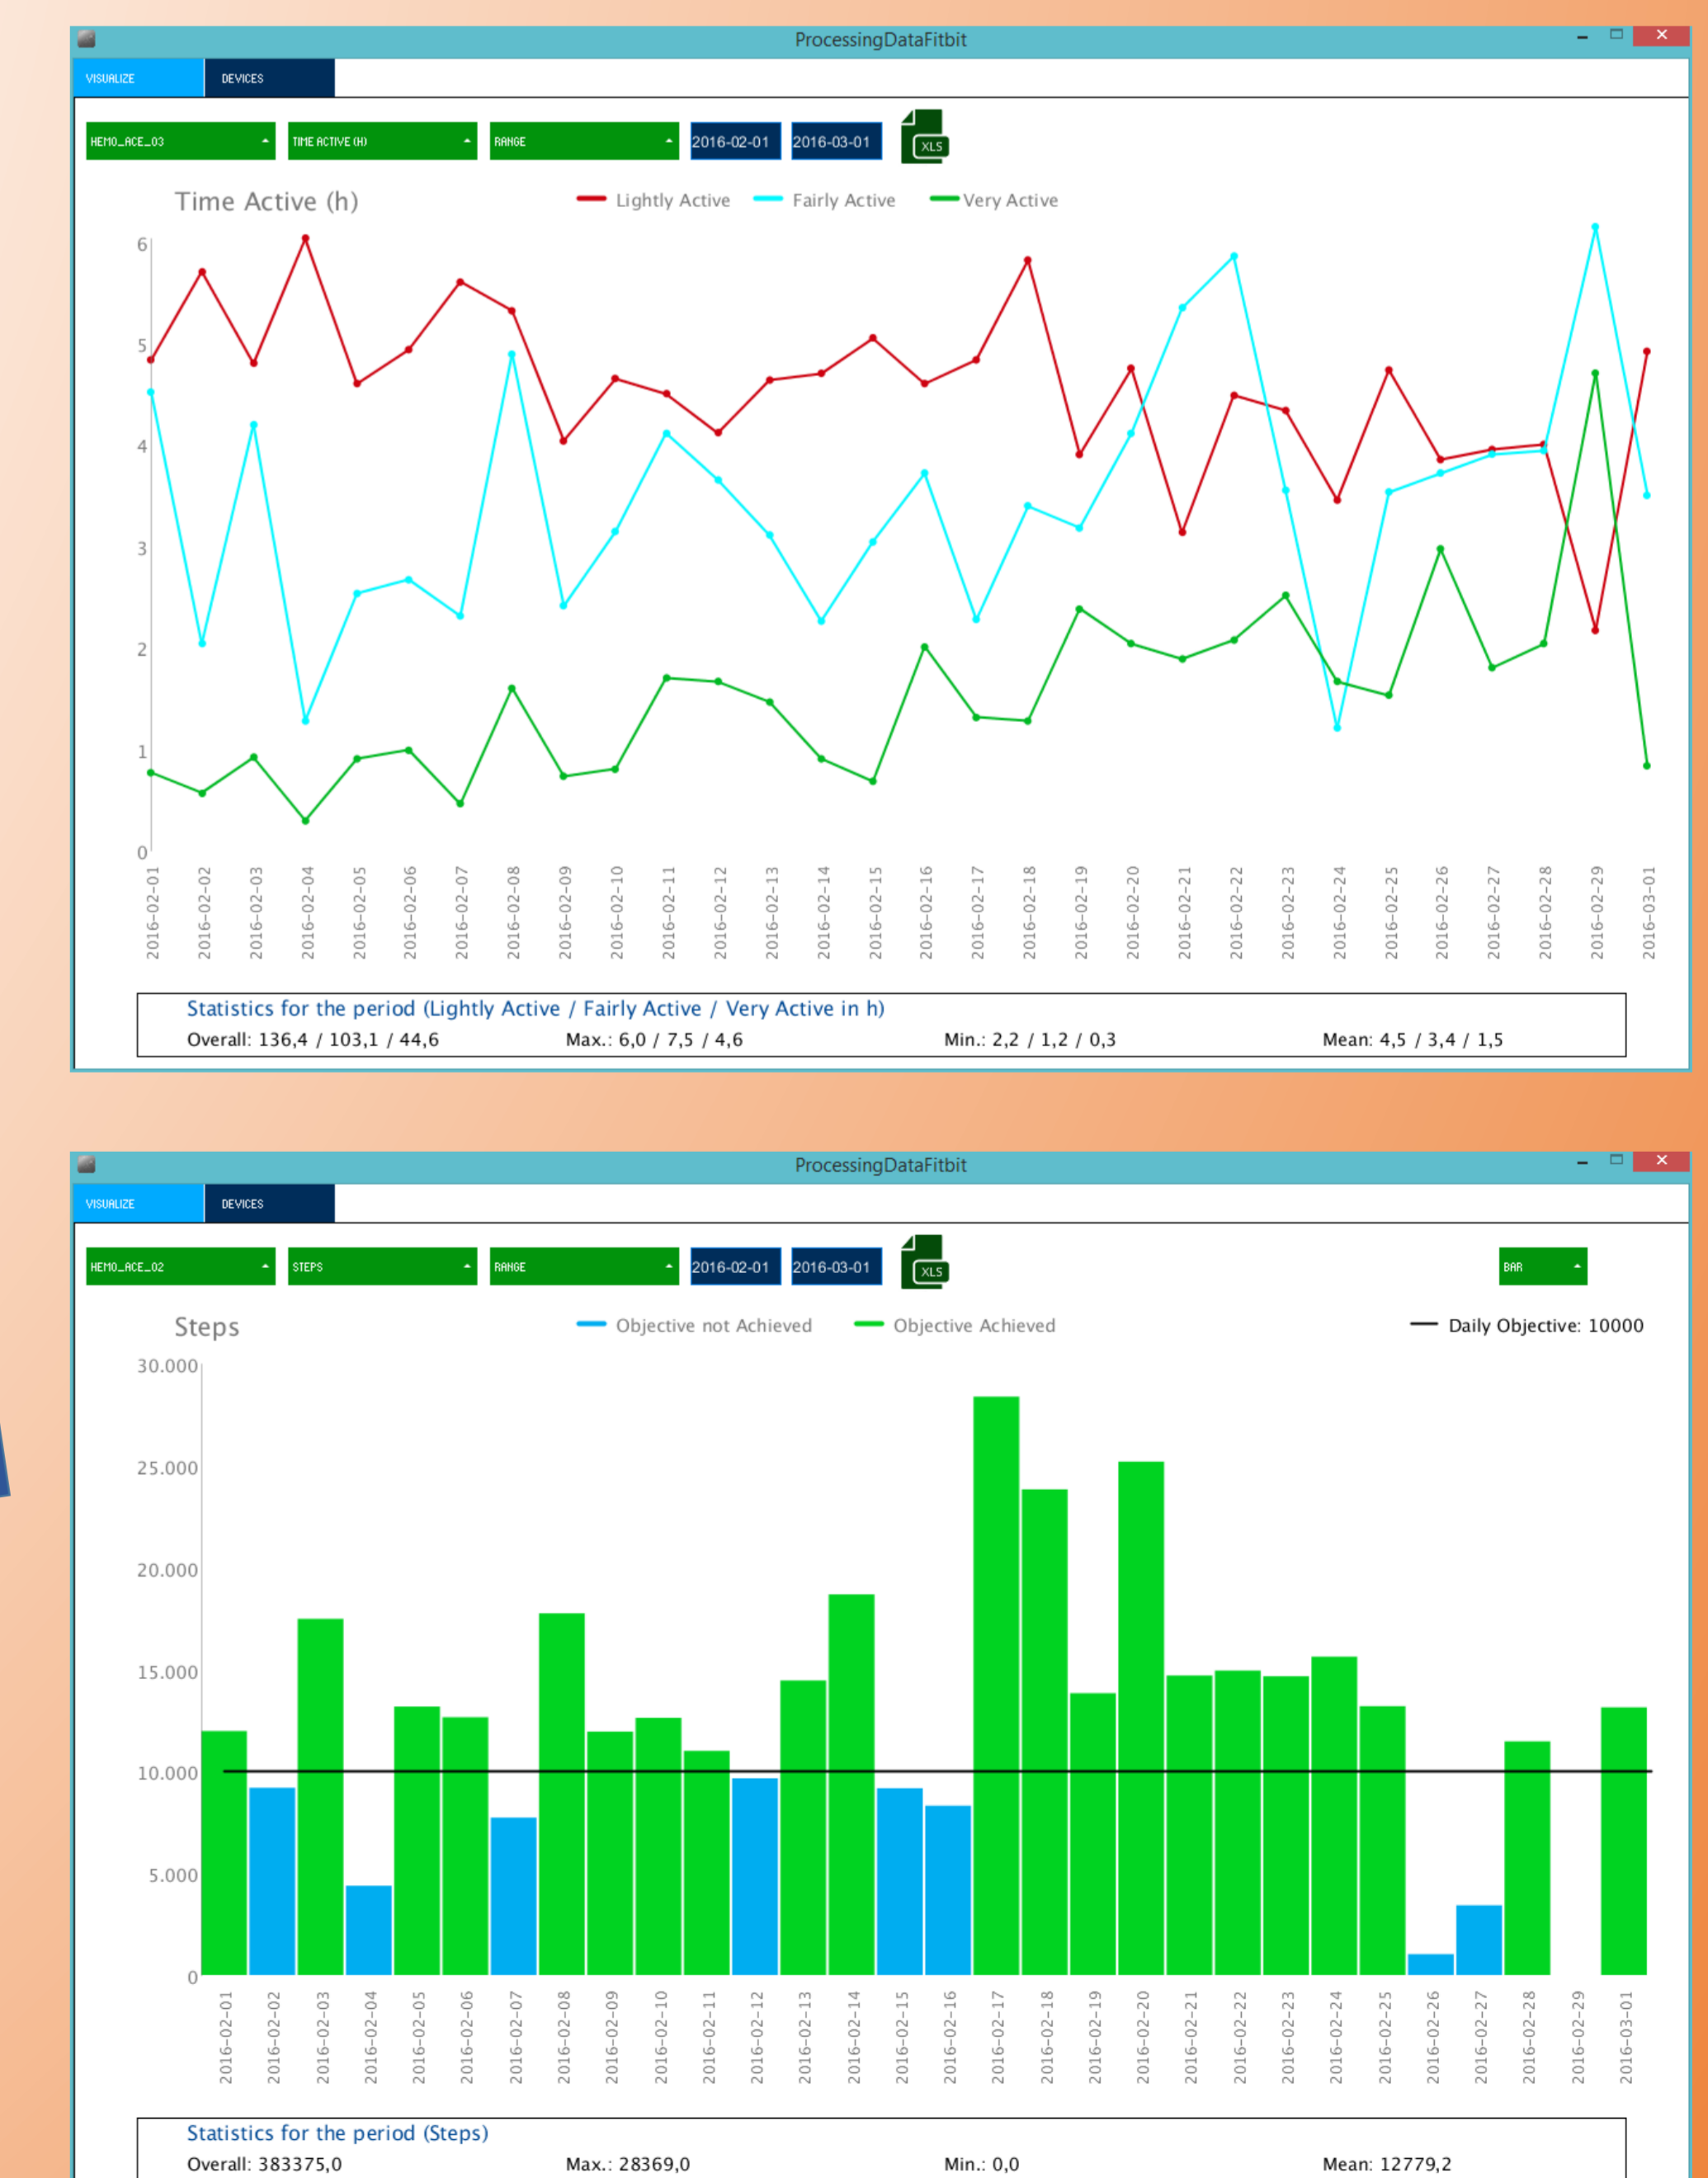 ProcessingDataFitbit
VISUALIZE DEVICES
HEMO_ACE_03 TIME ACTIVE (H) RANGE 2016-02-01 2016-03-01 XLS
Time Active (h) Lightly Active Fairly Active Very Active
6
5
4
3
2
1
0
2016-02-01 2016-02-02 2016-02-03 2016-02-04 2016-02-05 2016-02-06 2016-02-07 2016-02-08 2016-02-09 2016-02-10 2016-02-11 2016-02-12 2016-02-13 2016-02-14 2016-02-15 2016-02-16 2016-02-17 2016-02-18 2016-02-19 2016-02-20 2016-02-21 2016-02-22 2016-02-23 2016-02-24 2016-02-25 2016-02-26 2016-02-27 2016-02-28 2016-02-29 2016-03-01
Statistics for the period (Lightly Active / Fairly Active / Very Active in h)
Overall: 136,4 / 103,1 / 44,6 Max.: 6,0 / 7,5 / 4,6 Min.: 2,2 / 1,2 / 0,3 Mean: 4,5 / 3,4 / 1,5
ProcessingDataFitbit
VISUALIZE DEVICES
HEMO_ACE_02 STEPS RANGE 2016-02-01 2016-03-01 XLS BAR
Steps Objective not Achieved Objective Achieved Daily Objective: 10000
30.000
25.000
20.000
15.000
10.000
5.000
0
2016-02-01 2016-02-02 2016-02-03 2016-02-04 2016-02-05 2016-02-06 2016-02-07 2016-02-08 2016-02-09 2016-02-10 2016-02-11 2016-02-12 2016-02-13 2016-02-14 2016-02-15 2016-02-16 2016-02-17 2016-02-18 2016-02-19 2016-02-20 2016-02-21 2016-02-22 2016-02-23 2016-02-24 2016-02-25 2016-02-26 2016-02-27 2016-02-28 2016-02-29 2016-03-01
Statistics for the period (Steps)
Overall: 383375,0 Max.: 28369,0 Min.: 0,0 Mean: 12779,2